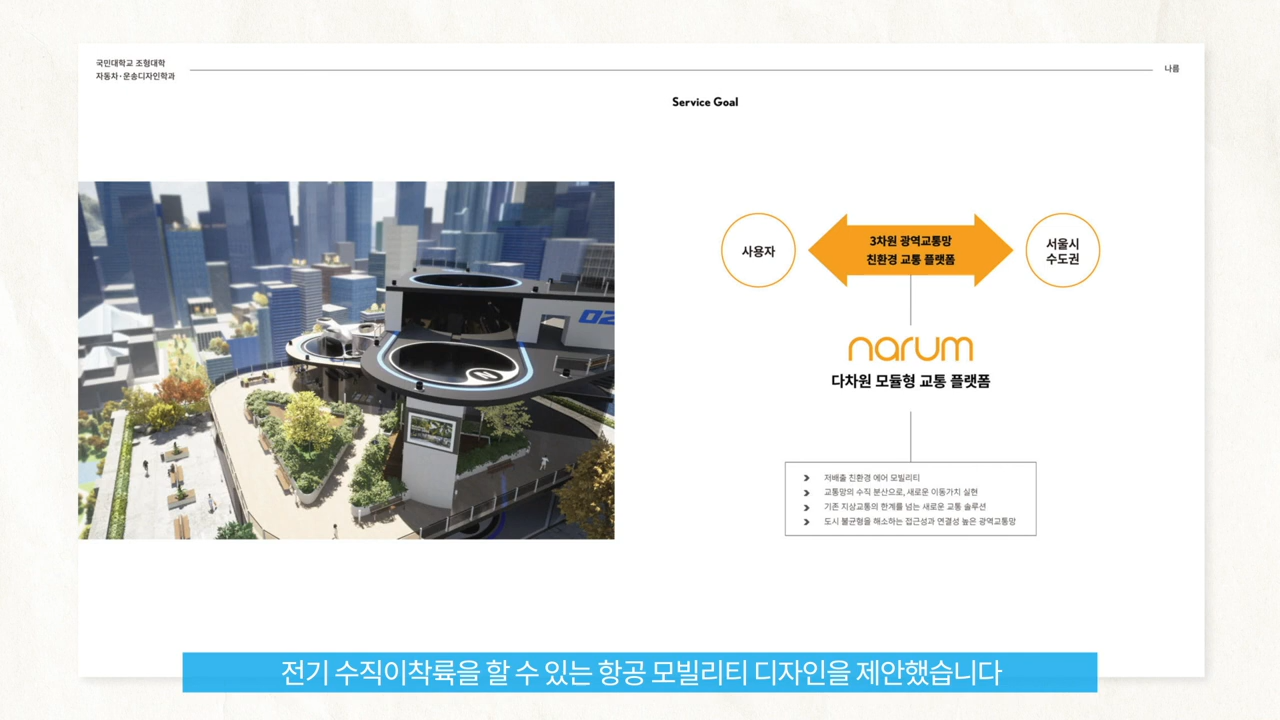 국민대학교 조형대학
자동차·운송디자인학과
나름
Service Goal
사용자
3차원 광역교통망
친환경 교통 플랫폼
서울시
수도권
02
N
narum
다차원 모듈형 교통 플랫폼
저배출 친환경 에어 모빌리티
교통망의 수직 분산으로, 새로운 이동가치 실현
기존 지상교통의 한계를 넘는 새로운 교통 솔루션
도시 불균형을 해소하는 접근성과 연결성 높은 광역교통망
전기 수직이착륙을 할 수 있는 항공 모빌리티 디자인을 제안했습니다